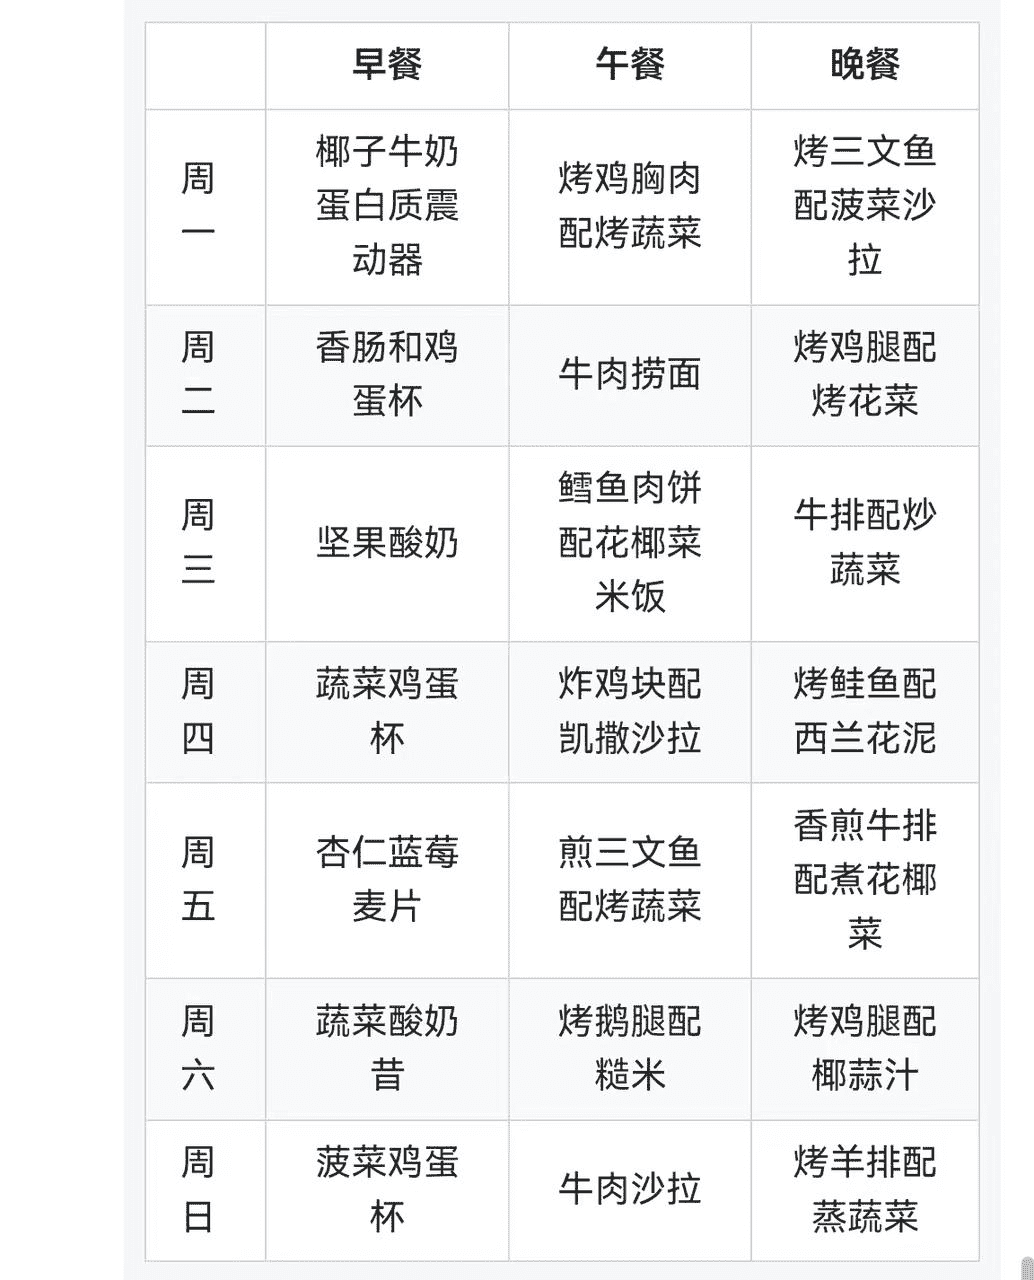 早餐 午餐 晚餐
周一 椰子牛奶蛋白质震动器 烤鸡胸肉配烤蔬菜 烤三文鱼配菠菜沙拉
周二 香肠和鸡蛋杯 牛肉捞面 烤鸡腿配烤花菜
周三 坚果酸奶 鳕鱼肉饼配花椰菜米饭 牛排配炒蔬菜
周四 蔬菜鸡蛋杯 炸鸡块配凯撒沙拉 烤鲑鱼配西兰花泥
周五 杏仁蓝莓麦片 煎三文鱼配烤蔬菜 香煎牛排配煮花椰菜
周六 蔬菜酸奶昔 烤鹅腿配糙米 烤鸡腿配椰蒜汁
周日 菠菜鸡蛋杯 牛肉沙拉 烤羊排配蒸蔬菜